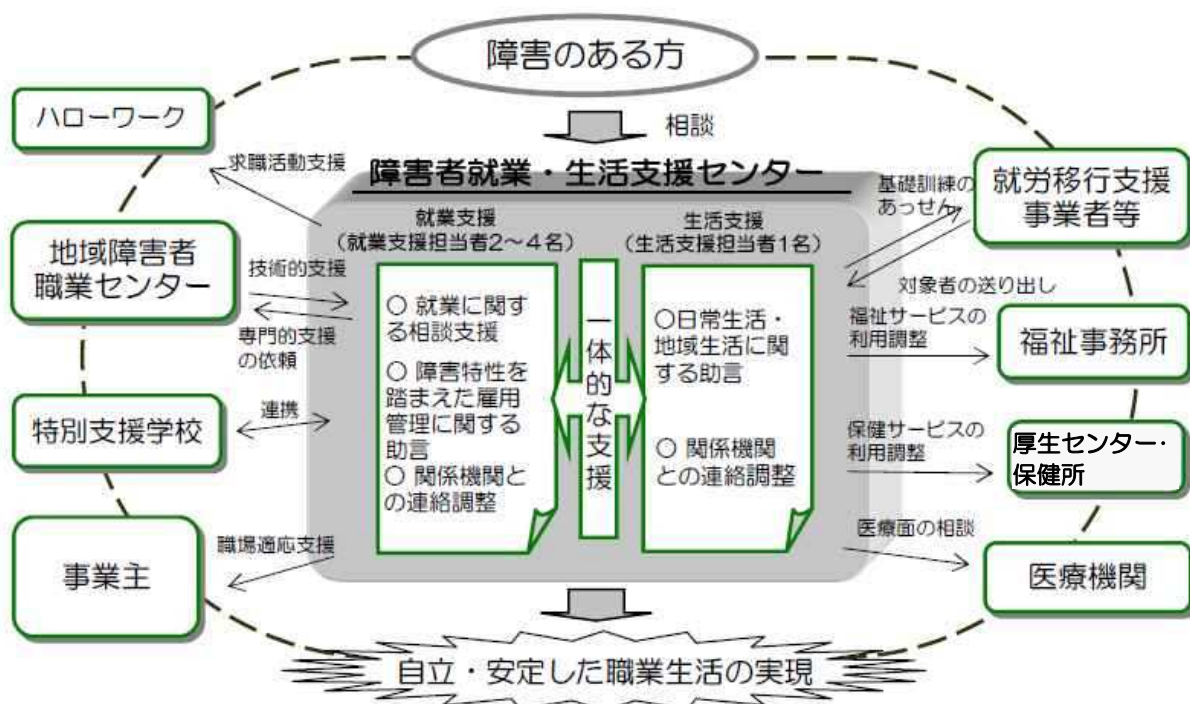 障害のある方
相談
障害者就業・生活支援センター
ハローワーク
求職活動支援
地域障害者
職業センター
技術的支援
専門的支援
の依頼
特別支援学校
連携
事業主
職場適応支援
就業支援
（就業支援担当者2～4名）
○ 就業に関す
る相談支援
○ 障害特性を
踏まえた雇用
管理に関する
助言
○ 関係機関と
の連絡調整
一体的な支援
生活支援
（生活支援担当者1名）
○日常生活・
地域生活に関
する助言
○ 関係機関
との連絡調整
基礎訓練の
あっせん
就労移行支援
事業者等
対象者の送り出し
福祉サービスの
利用調整
福祉事務所
保健サービスの
利用調整
厚生センター・
保健所
医療面の相談
医療機関
自立・安定した職業生活の実現